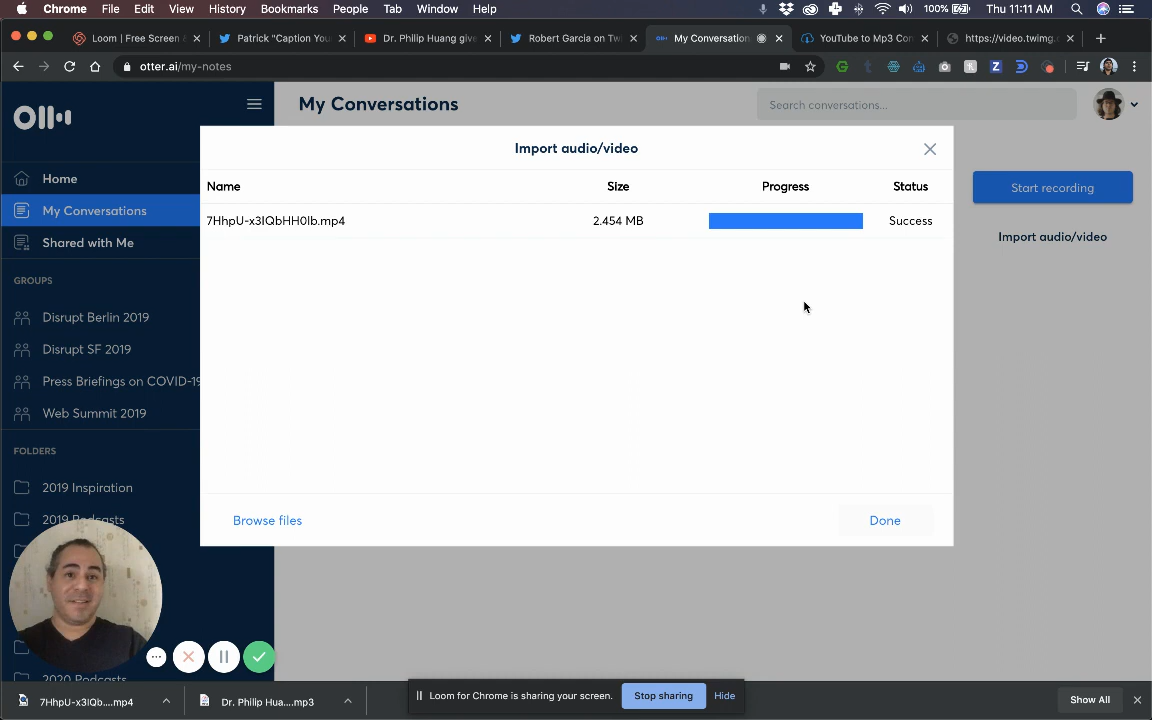 Chrome File Edit View History Bookmarks People Tab Window Help 100% Thu 11:11 AM
Loom | Free Screen & Patrick "Caption You Dr. Philip Huang give Robert Garcia on Tw My Conversation YouTube to Mp3 Con https://video.twimg.c
otter.ai/my-notes
My Conversations
Search conversations...
Import audio/video
Name Size Progress Status
7HhpU-x3IQbHH0Ib.mp4 2.454 MB Success
Browse files Done
Start recording
Import audio/video
Home
My Conversations
Shared with Me
GROUPS
Disrupt Berlin 2019
Disrupt SF 2019
Press Briefings on COVID-19
Web Summit 2019
FOLDERS
2019 Inspiration
2019 Podcasts
2020 Podcasts
Loom for Chrome is sharing your screen. Stop sharing Hide
7HhpU-x3IQb....mp4 Dr. Philip Hua....mp3 Show All